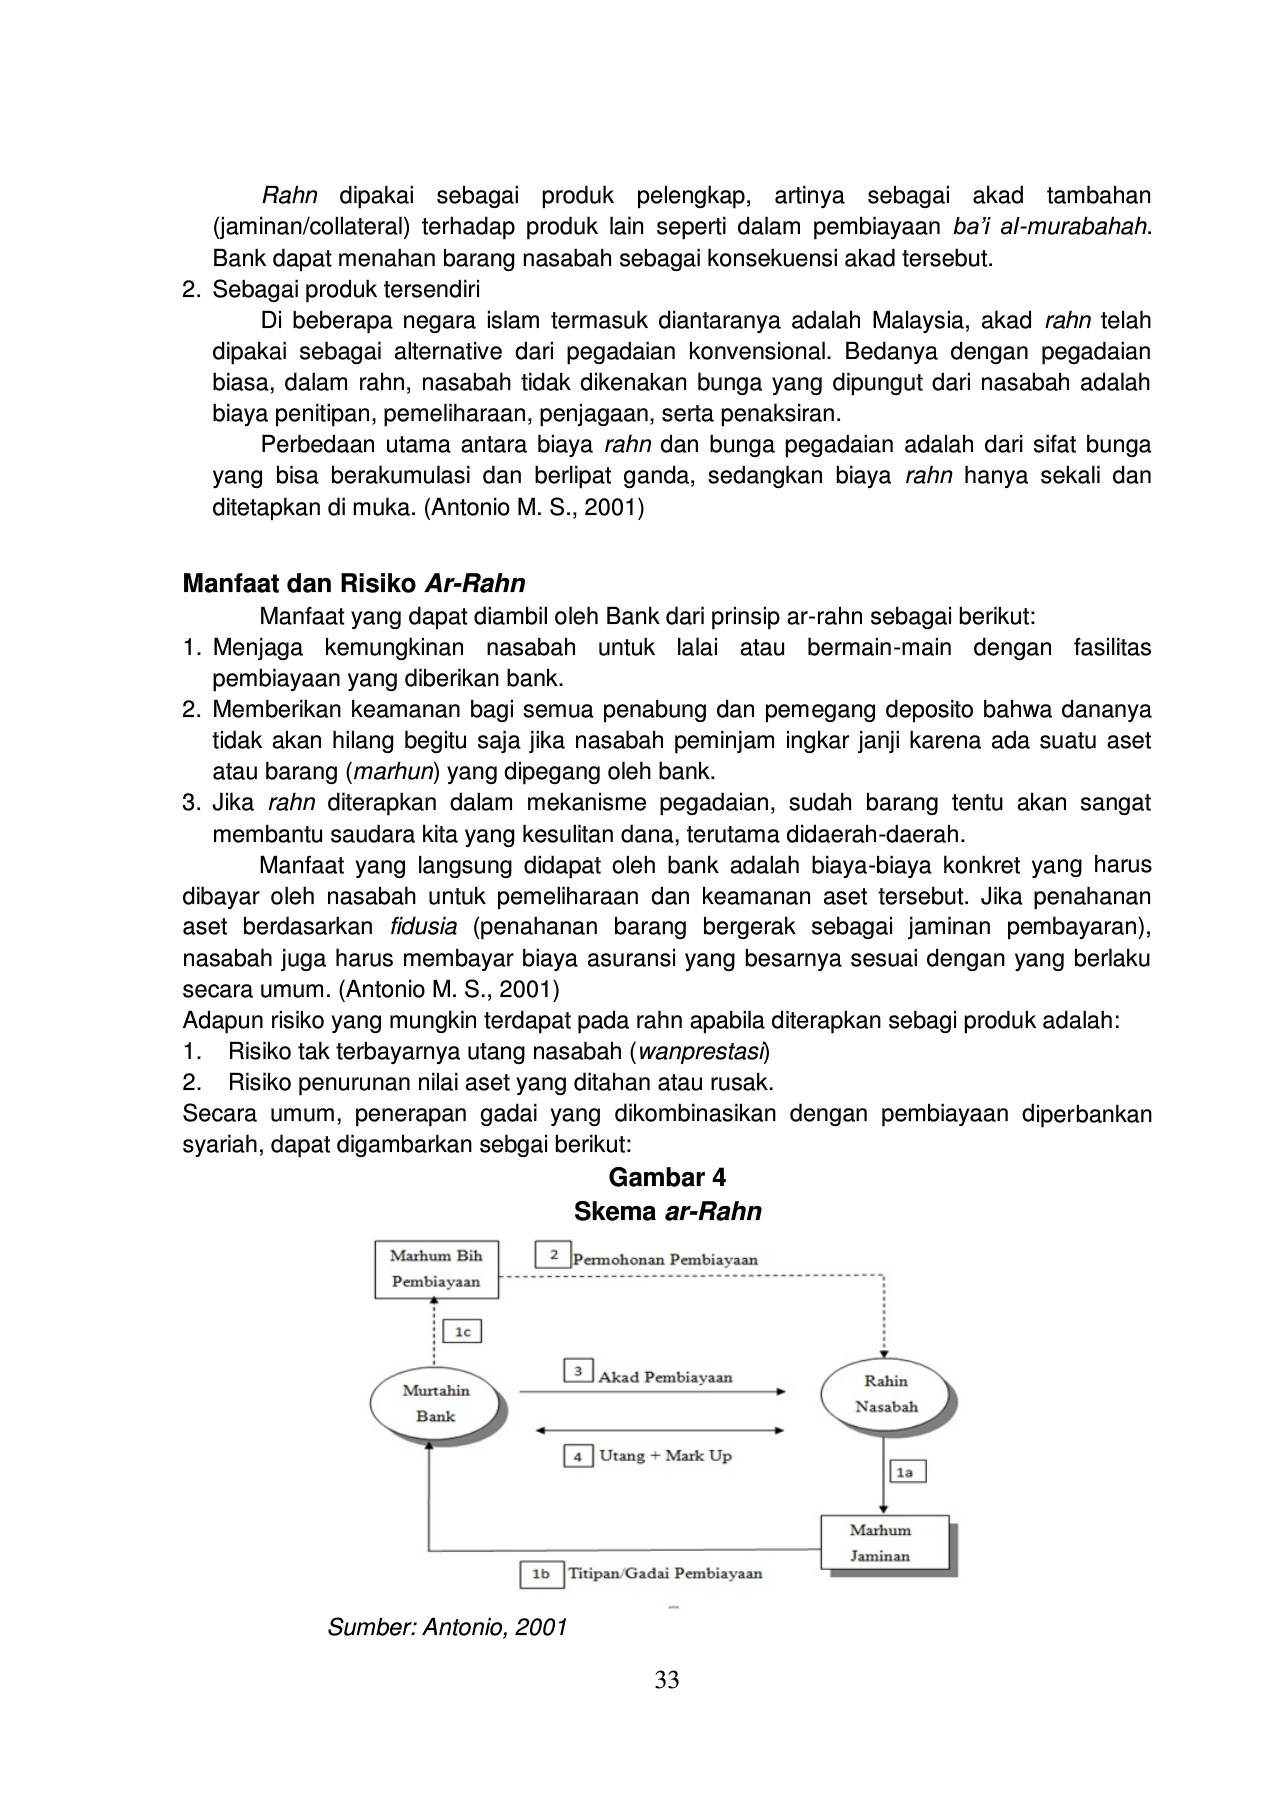 Rahn dipakai sebagai produk pelengkap, artinya sebagai akad tambahan
(jaminan/collateral) terhadap produk lain seperti dalam pembiayaan ba’i al-murabahah.
Bank dapat menahan barang nasabah sebagai konsekuensi akad tersebut.
2. Sebagai produk tersendiri
Di beberapa negara islam termasuk diantaranya adalah Malaysia, akad rahn telah
dipakai sebagai alternative dari pegadaian konvensional. Bedanya dengan pegadaian
biasa, dalam rahn, nasabah tidak dikenakan bunga yang dipungut dari nasabah adalah
biaya penitipan, pemeliharaan, penjagaan, serta penaksiran.
Perbedaan utama antara biaya rahn dan bunga pegadaian adalah dari sifat bunga
yang bisa berakumulasi dan berlipat ganda, sedangkan biaya rahn hanya sekali dan
ditetapkan di muka. (Antonio M. S., 2001)
Manfaat dan Risiko Ar-Rahn
Manfaat yang dapat diambil oleh Bank dari prinsip ar-rahn sebagai berikut:
1. Menjaga kemungkinan nasabah untuk lalai atau bermain-main dengan fasilitas
pembiayaan yang diberikan bank.
2. Memberikan keamanan bagi semua penabung dan pemegang deposito bahwa dananya
tidak akan hilang begitu saja jika nasabah peminjam ingkar janji karena ada suatu aset
atau barang (marhun) yang dipegang oleh bank.
3. Jika rahn diterapkan dalam mekanisme pegadaian, sudah barang tentu akan sangat
membantu saudara kita yang kesulitan dana, terutama didaerah-daerah.
Manfaat yang langsung didapat oleh bank adalah biaya-biaya konkret yang harus
dibayar oleh nasabah untuk pemeliharaan dan keamanan aset tersebut. Jika penahanan
aset berdasarkan fidusia (penahanan barang bergerak sebagai jaminan pembayaran),
nasabah juga harus membayar biaya asuransi yang besarnya sesuai dengan yang berlaku
secara umum. (Antonio M. S., 2001)
Adapun risiko yang mungkin terdapat pada rahn apabila diterapkan sebagi produk adalah:
1. Risiko tak terbayarnya utang nasabah (wanprestasi)
2. Risiko penurunan nilai aset yang ditahan atau rusak.
Secara umum, penerapan gadai yang dikombinasikan dengan pembiayaan diperbankan
syariah, dapat digambarkan sebgai berikut:
Gambar 4
Skema ar-Rahn
Marhum Bih
Pembiayaan
2 Permohonan Pembiayaan
1c
3 Akad Pembiayaan
Murtahin
Bank
Rahin
Nasabah
4 Utang + Mark Up
1a
Marhum
Jaminan
1b Titipan/Gadai Pembiayaan
Sumber: Antonio, 2001
33